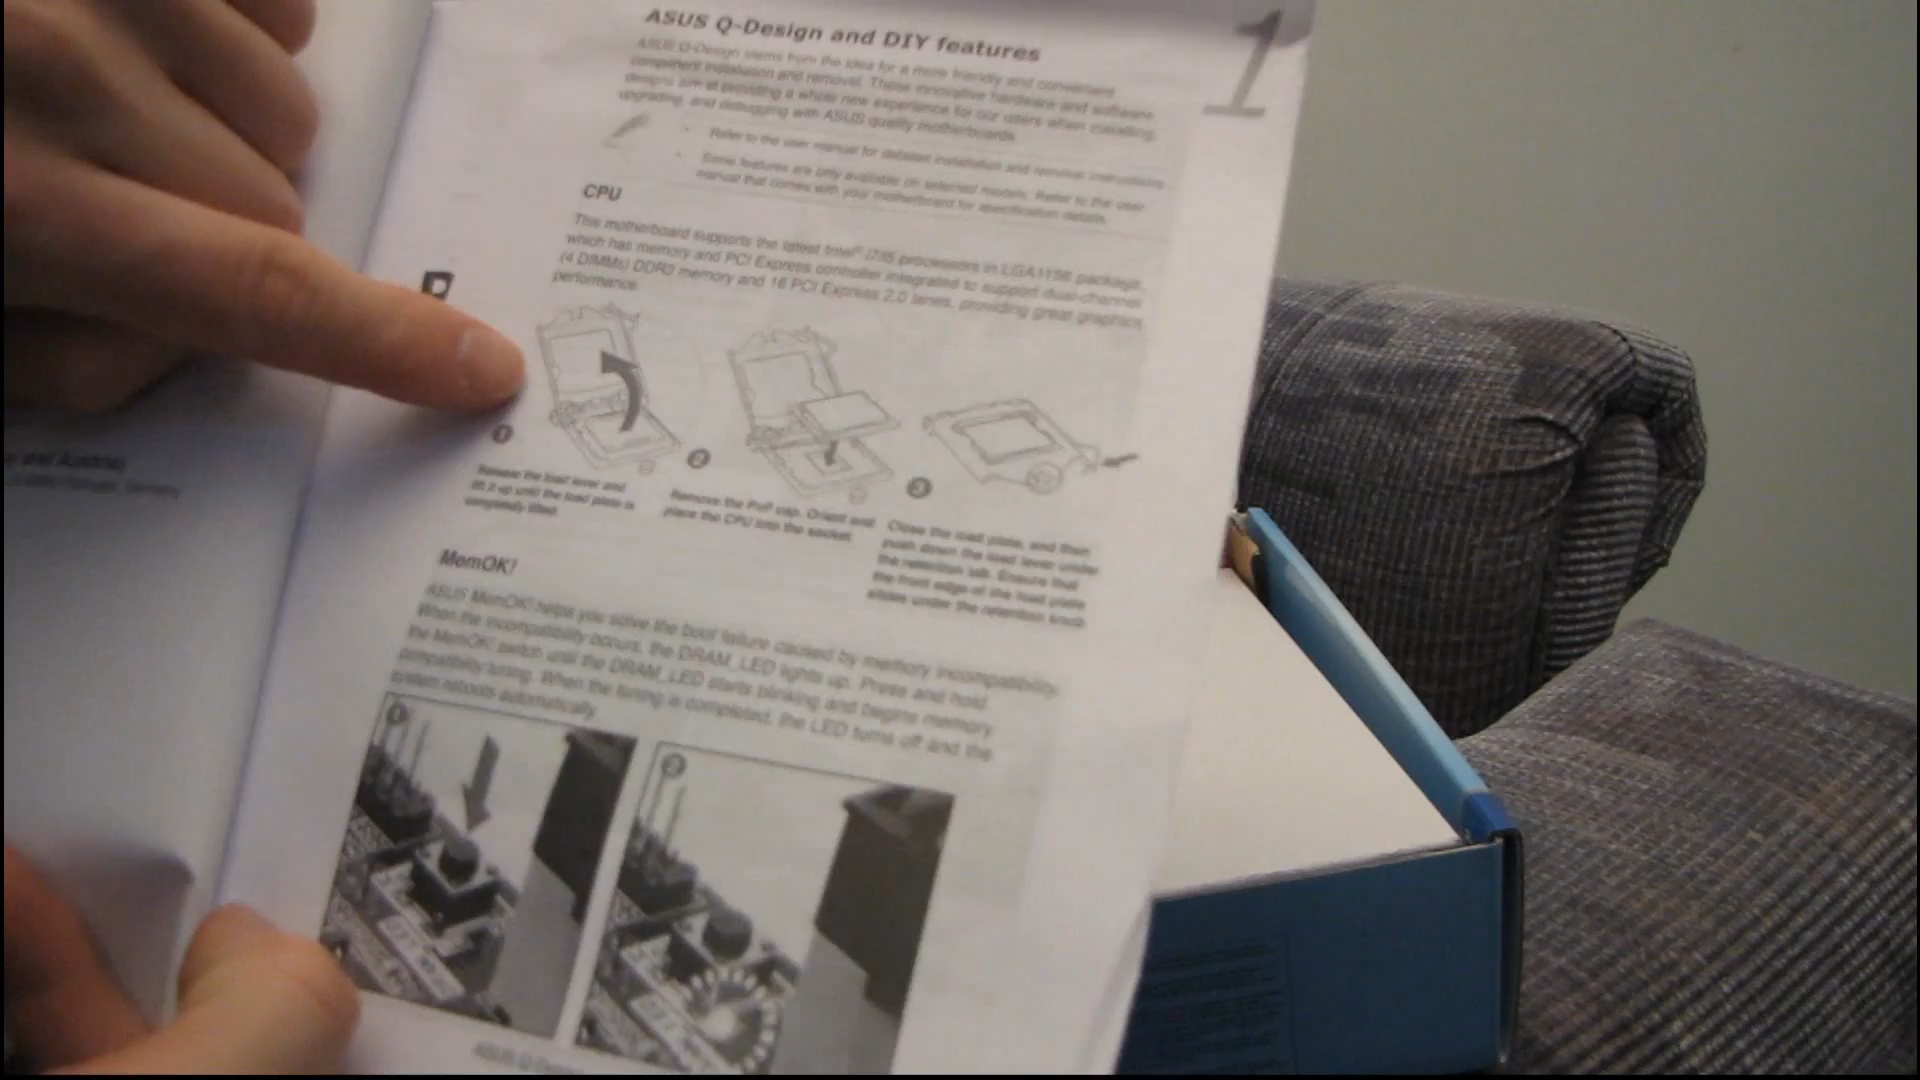 1
ASUS Q-Design and DIY features
ASUS Q-Design stems from the idea for a more friendly and convenient
component installation and removal. These innovative hardware and software
designs aim at providing a whole new experience for our users when installing,
upgrading, and debugging with ASUS quality motherboards.
Refer to the user manual for detailed installation and removal instructions.
Some features are only available on selected models. Refer to the user
manual that comes with your motherboard for specification details.
CPU
This motherboard supports the latest Intel® i7/i5 processors in LGA1156 package,
which has memory and PCI Express controller integrated to support dual-channel
(4 DIMMs) DDR3 memory and 16 PCI Express 2.0 lanes, providing great graphics
performance.
1
2
3
Release the load lever and
lift it up until the load plate is
completely lifted.
Remove the PnP cap. Orient and
place the CPU into the socket.
Close the load plate, and then
push down the load lever under
the retention tab. Ensure that
the front edge of the load plate
slides under the retention knob.
MemOK!
ASUS MemOK! helps you solve the boot failure caused by memory incompatibility.
When the incompatibility occurs, the DRAM_LED lights up. Press and hold
the MemOK! switch until the DRAM_LED starts blinking and begins memory
compatibility tuning. When the tuning is completed, the LED turns off and the
system reboots automatically.
1
2
and Austria)
Germany